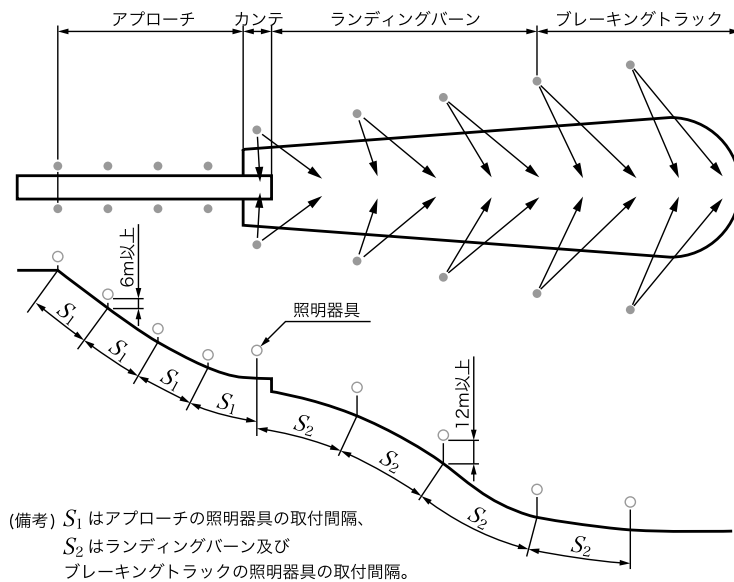 アプローチ
カンテ
ランディングバーン
ブレーキングトラック
6m以上
照明器具
S1
S1
S1
S1
S2
12m以上
S2
S2
S2
(備考) S1 はアプローチの照明器具の取付間隔、
S2 はランディングバーン及び
ブレーキングトラックの照明器具の取付間隔。